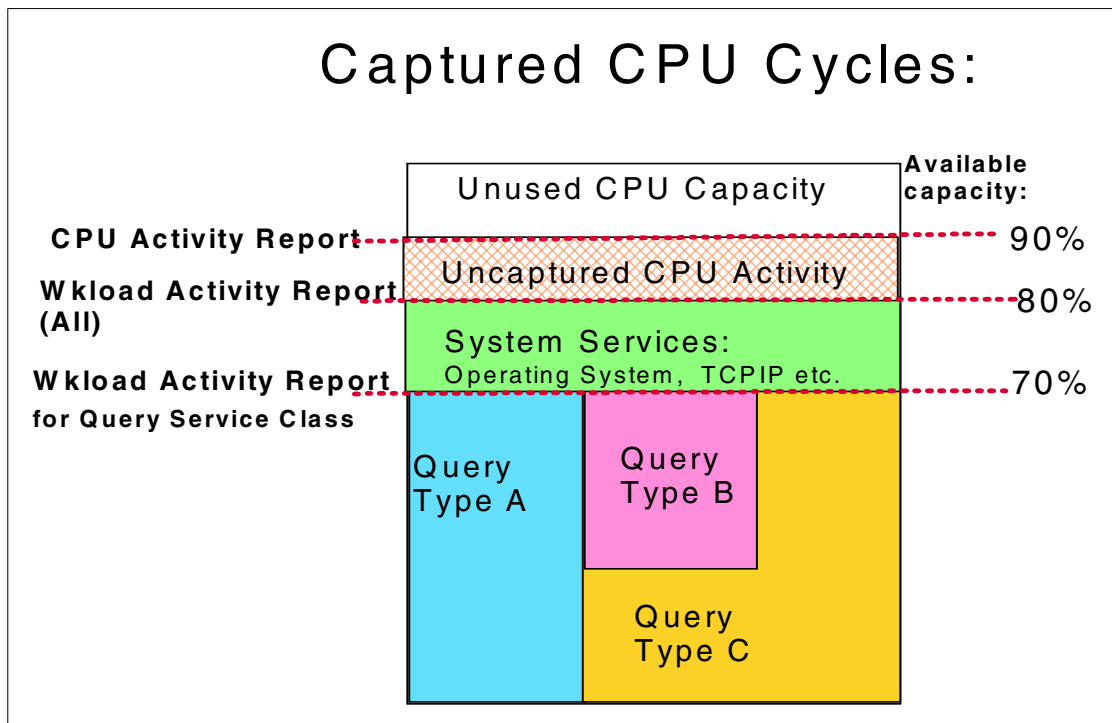 Captured CPU Cycles:
Unused CPU Capacity
Available
capacity:
CPU Activity Report
90%
Uncaptured CPU Activity
Wkload Activity Report
(All)
80%
System Services:
Operating System, TCPIP etc.
Wkload Activity Report
for Query Service Class
70%
Query
Type A
Query
Type B
Query
Type C